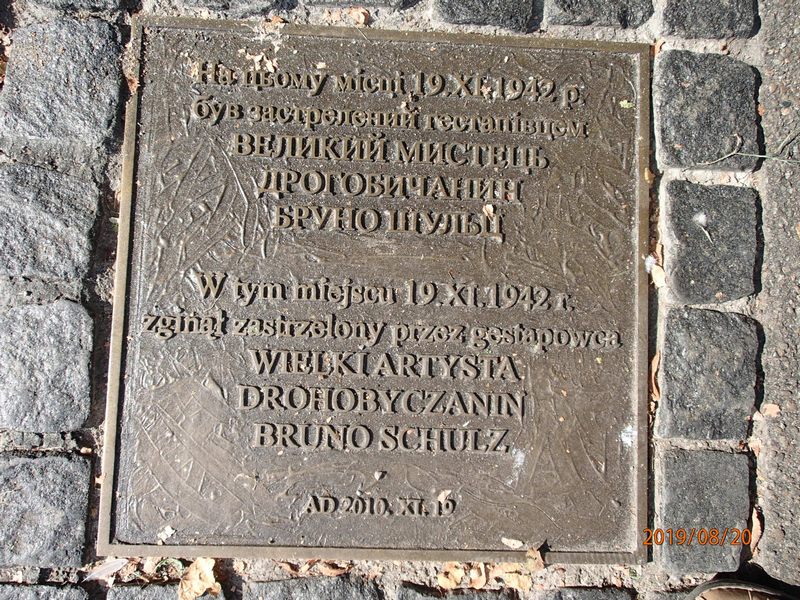 На цьому місці 19.XI.1942 р.
був застрелений гестапівцем
ВЕЛИКИЙ МИСТЕЦЬ
ДРОГОБИЧАНИН
БРУНО ШУЛЬЦ
W tym miejscu 19.XI.1942 r.
zginął zastrzelony przez gestapowca
WIELKI ARTYSTA
DROHOBYCZANIN
BRUNO SCHULZ
AD 2010. XI. 19
2019/08/20